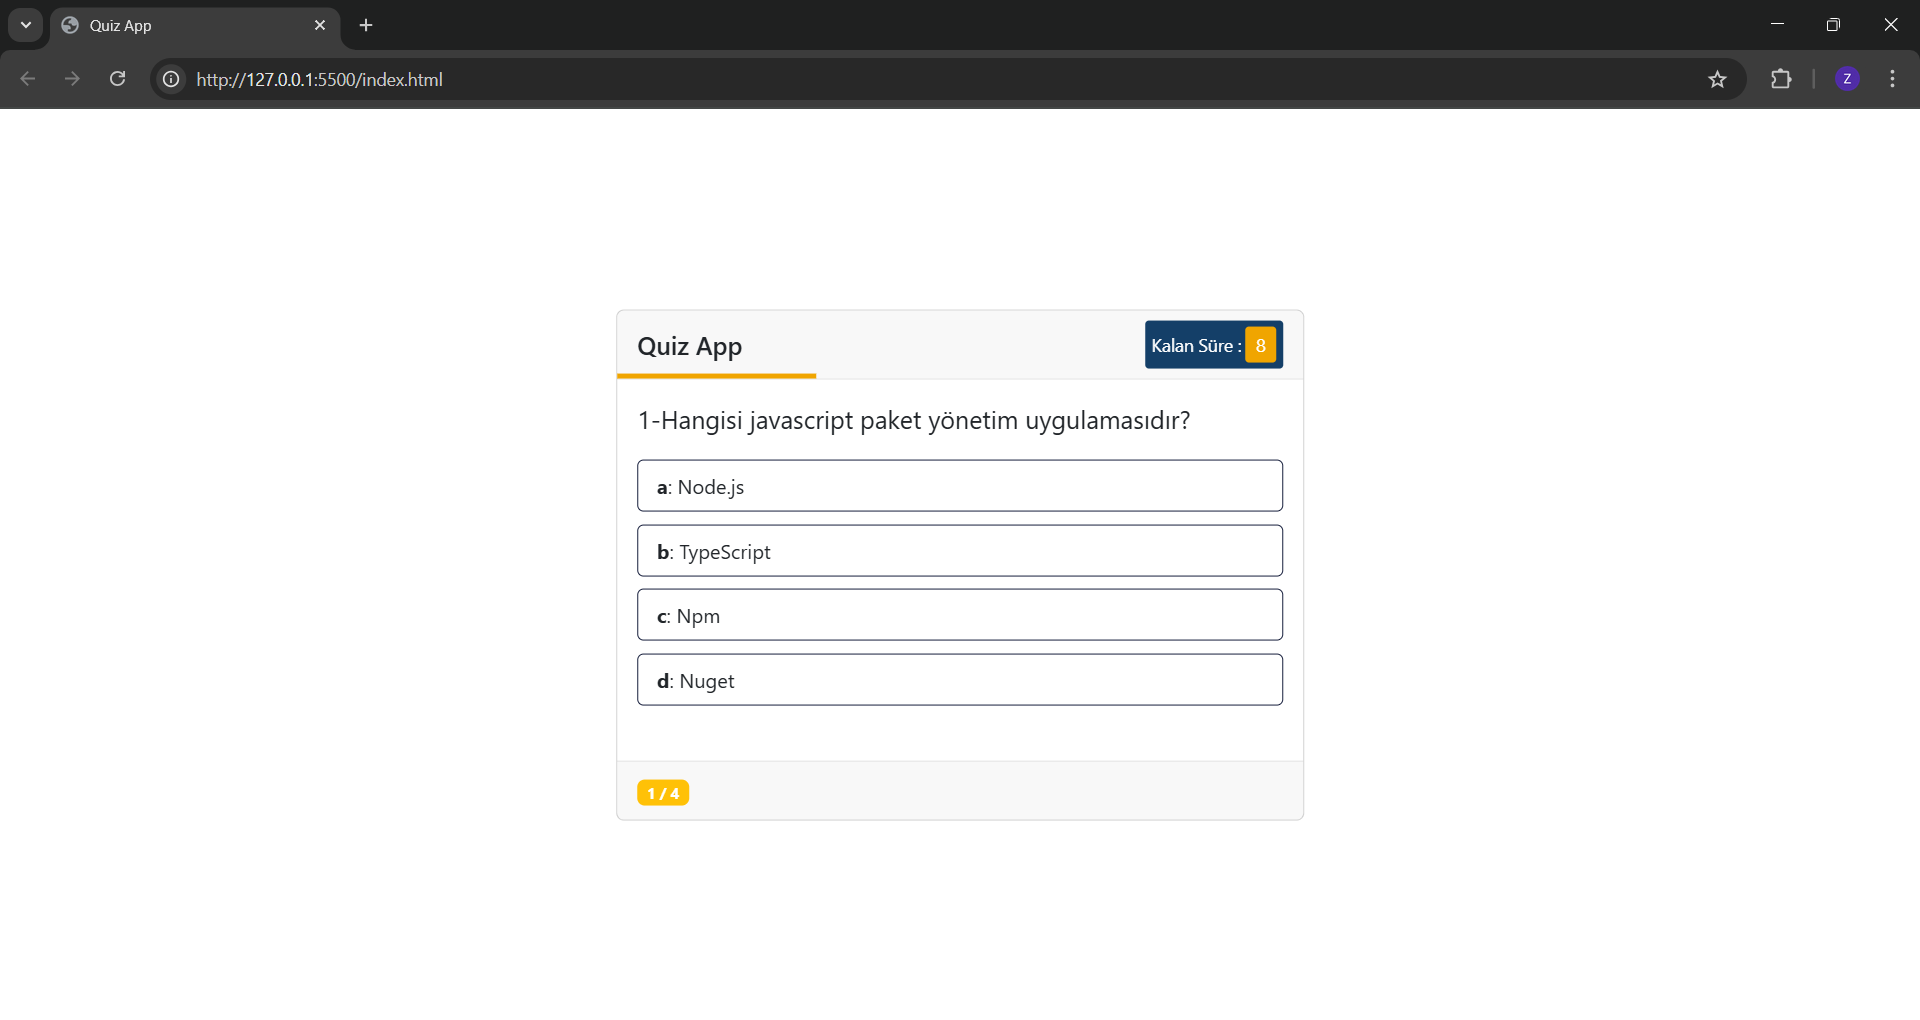 Quiz App
http://127.0.0.1:5500/index.html
Z
Quiz App
Kalan Süre : 8
1-Hangisi javascript paket yönetim uygulamasıdır?
a: Node.js
b: TypeScript
c: Npm
d: Nuget
1 / 4